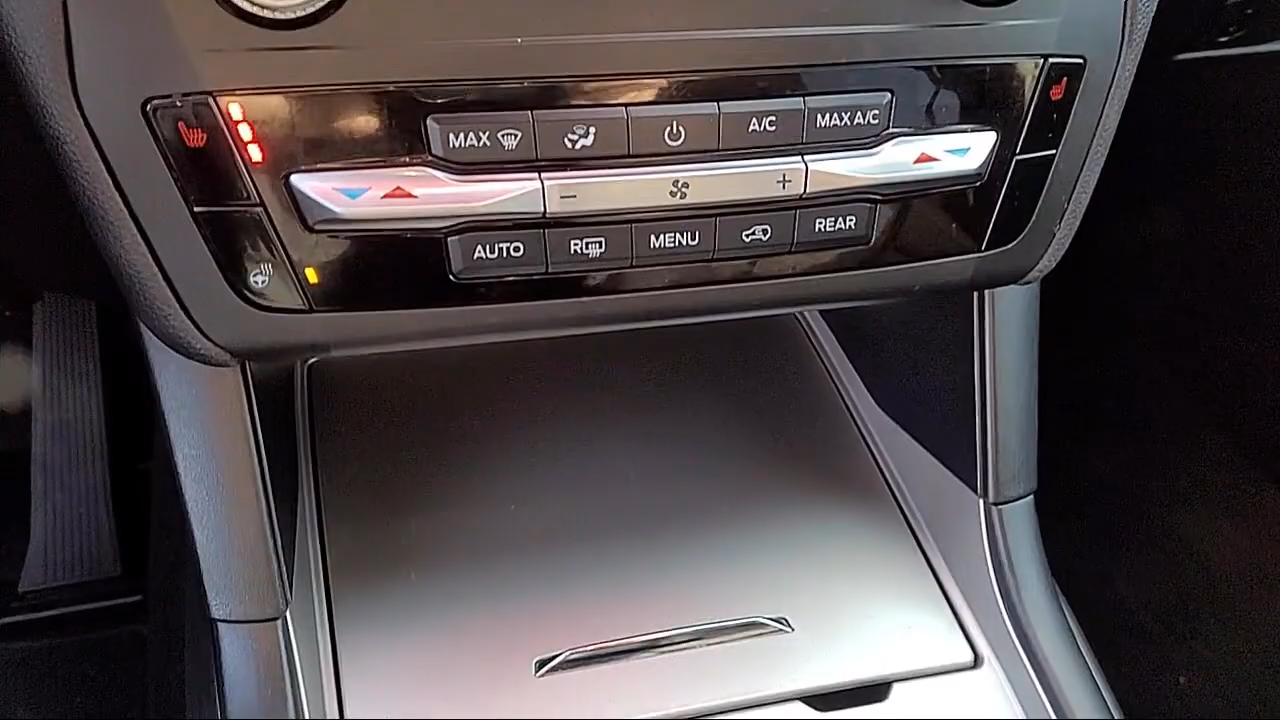 MAX
A/C
MAX A/C
− +
AUTO
R
MENU
REAR